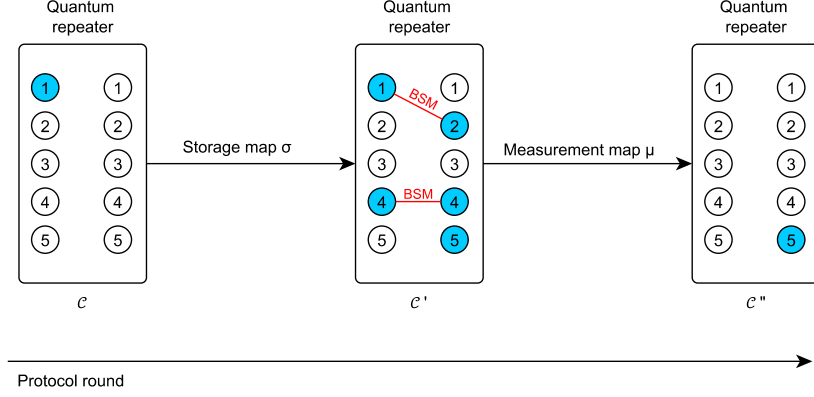 Quantum
repeater
Quantum
repeater
Quantum
repeater
1 1
2 2
3 3
4 4
5 5
Storage map σ
1 BSM 1
2 2
3 3
4 BSM 4
5 5
Measurement map μ
1 1
2 2
3 3
4 4
5 5
𝒞
𝒞 '
𝒞 "
Protocol round